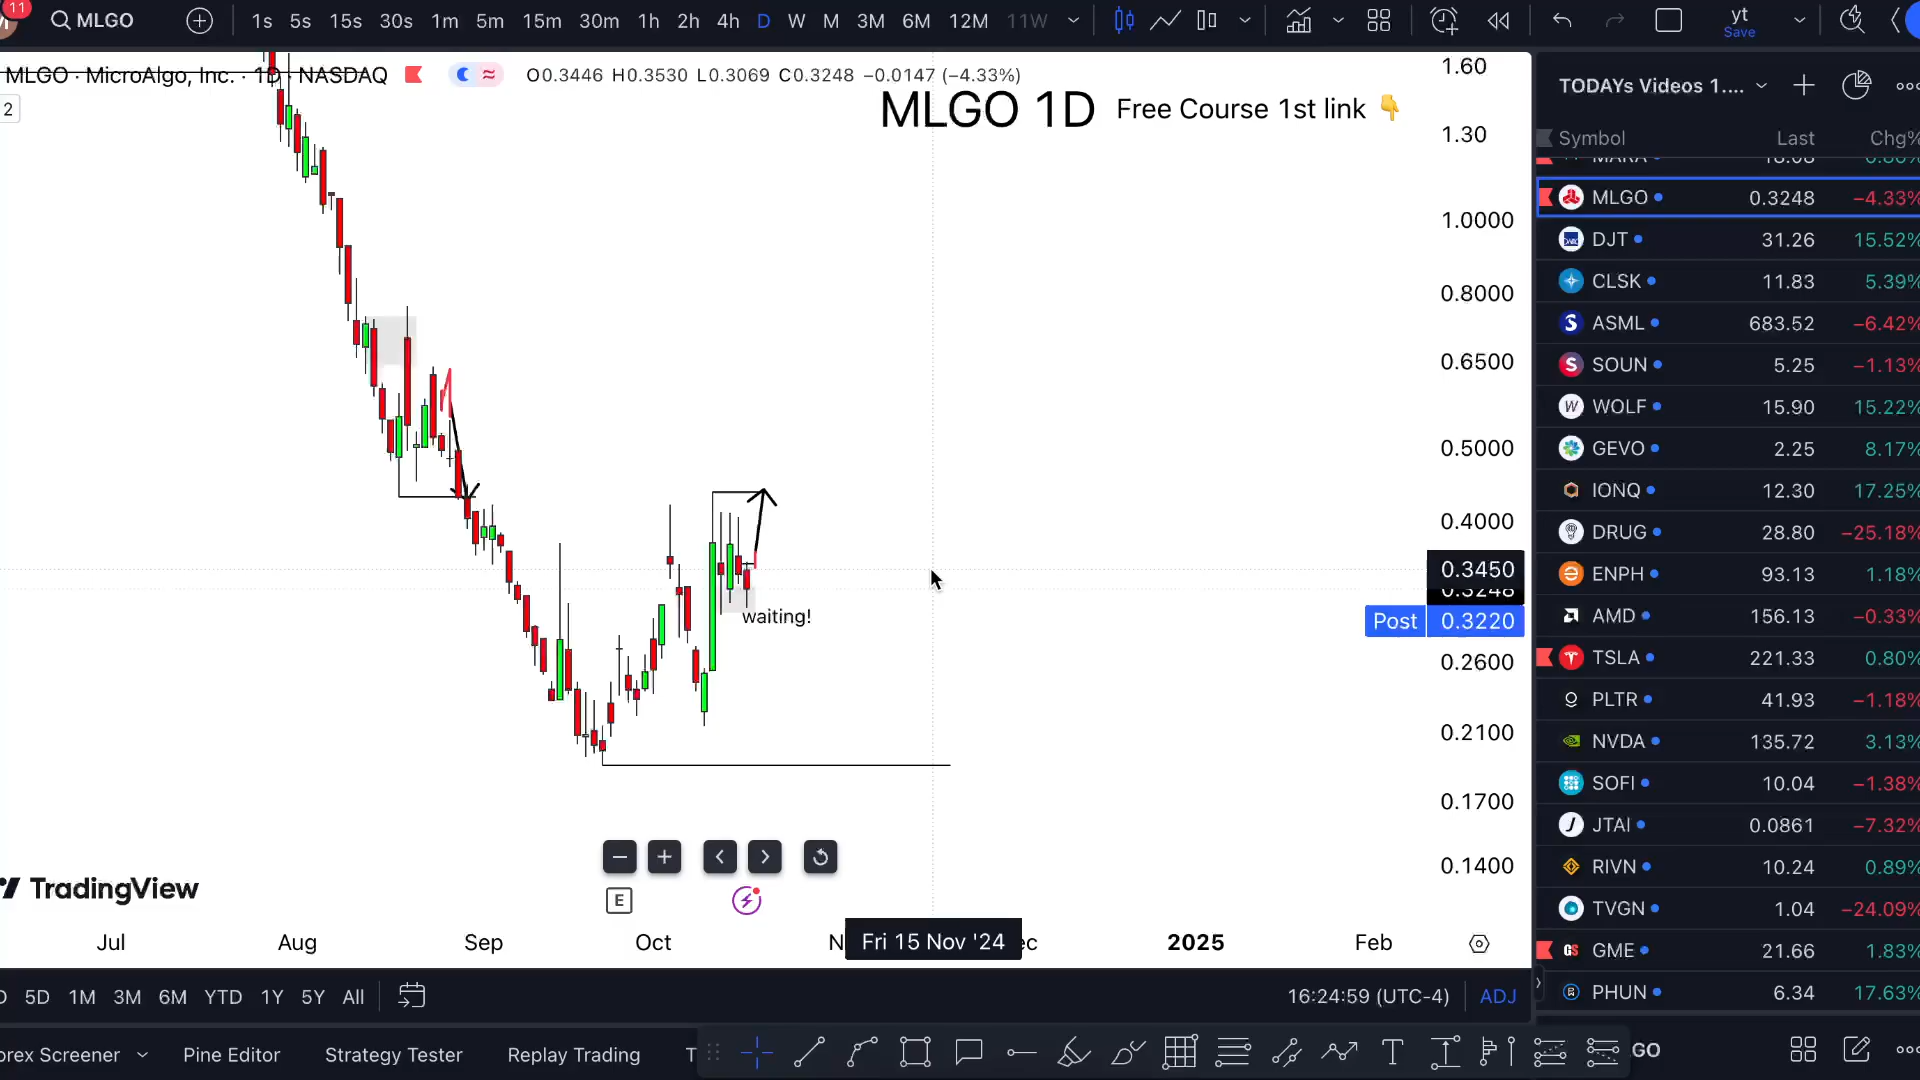 11
MLGO
1s 5s 15s 30s 1m 5m 15m 30m 1h 2h 4h D W M 3M 6M 12M 11W
yt
Save
MLGO · MicroAlgo, Inc. · 1D · NASDAQ
O0.3446 H0.3530 L0.3069 C0.3248 −0.0147 (−4.33%)
2
MLGO 1D
Free Course 1st link 👇
waiting!
1.60
1.30
1.0000
0.8000
0.6500
0.5000
0.4000
0.3450
0.3248
Post 0.3220
0.2600
0.2100
0.1700
0.1400
TradingView
E
Jul Aug Sep Oct Fri 15 Nov '24 2025 Feb
5D 1M 3M 6M YTD 1Y 5Y All
16:24:59 (UTC-4) ADJ
orex Screener Pine Editor Strategy Tester Replay Trading T
GO
TODAYs Videos 1....
Symbol Last Chg%
MLGO 0.3248 −4.33%
DJT 31.26 15.52%
CLSK 11.83 5.39%
ASML 683.52 −6.42%
SOUN 5.25 −1.13%
W WOLF 15.90 15.22%
GEVO 2.25 8.17%
IONQ 12.30 17.25%
DRUG 28.80 −25.18%
ENPH 93.13 1.18%
AMD 156.13 −0.33%
TSLA 221.33 0.80%
PLTR 41.93 −1.18%
NVDA 135.72 3.13%
SOFI 10.04 −1.38%
J JTAI 0.0861 −7.32%
RIVN 10.24 0.89%
TVGN 1.04 −24.09%
GS GME 21.66 1.83%
PHUN 6.34 17.63%